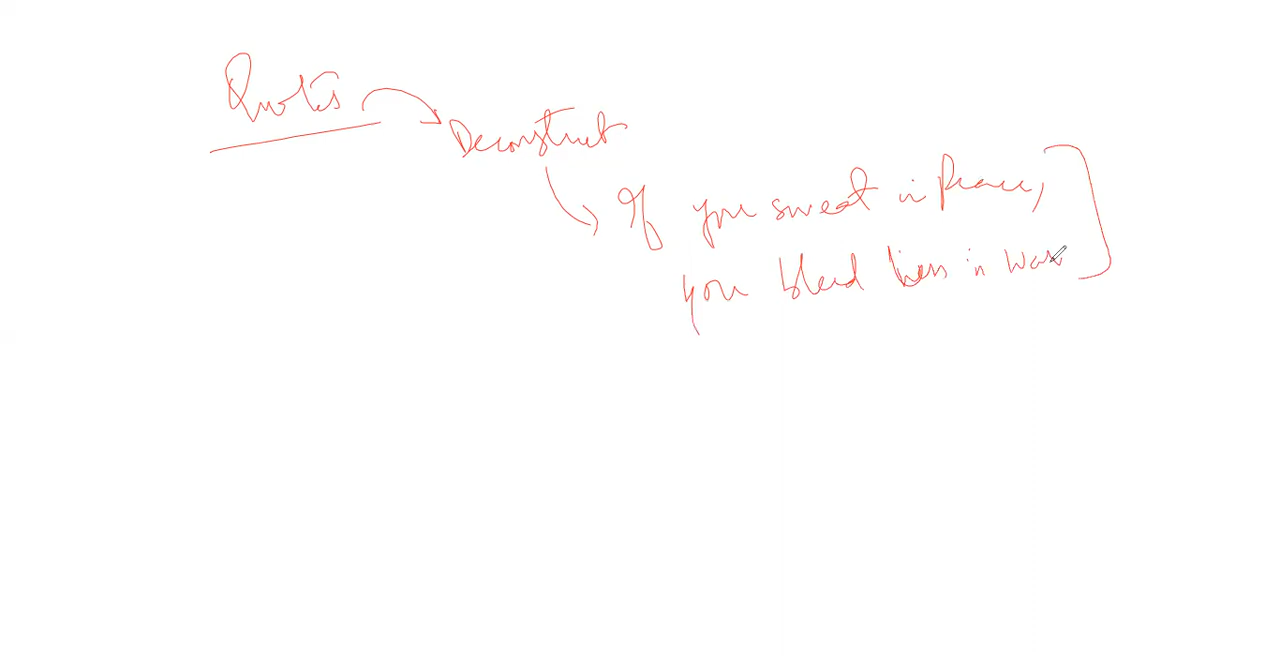 Quotes
Deconstruct
If you sweat in Peace,
you bleed less in War